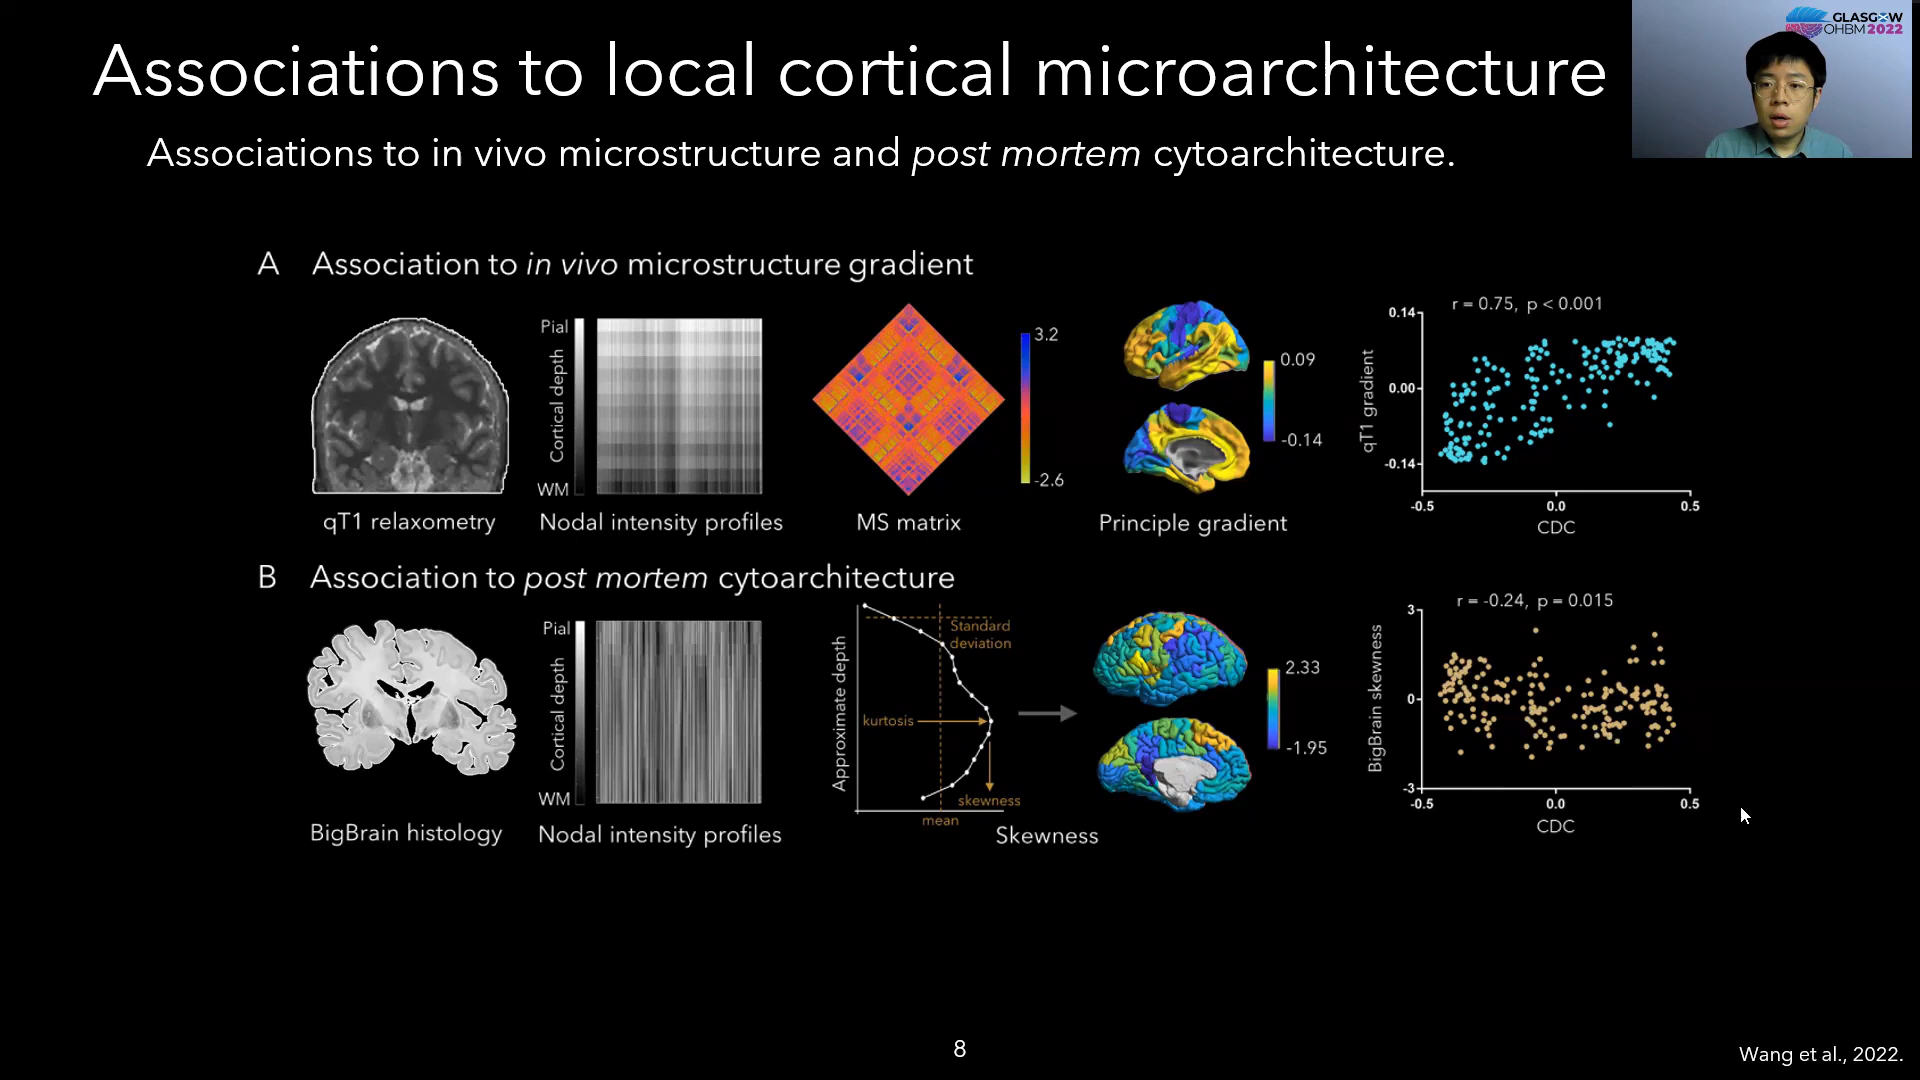 GLASGOW
OHBM 2022
Associations to local cortical microarchitecture
Associations to in vivo microstructure and post mortem cytoarchitecture.
A Association to in vivo microstructure gradient
Pial
Cortical depth
WM
3.2
-2.6
0.09
-0.14
r = 0.75, p < 0.001
0.14
0.00
-0.14
qT1 gradient
-0.5 0.0 0.5
CDC
qT1 relaxometry
Nodal intensity profiles
MS matrix
Principle gradient
B Association to post mortem cytoarchitecture
Pial
Cortical depth
WM
Approximate depth
Standard
deviation
kurtosis
skewness
mean
2.33
-1.95
r = -0.24, p = 0.015
3
0
-3
BigBrain skewness
-0.5 0.0 0.5
CDC
BigBrain histology
Nodal intensity profiles
Skewness
8
Wang et al., 2022.